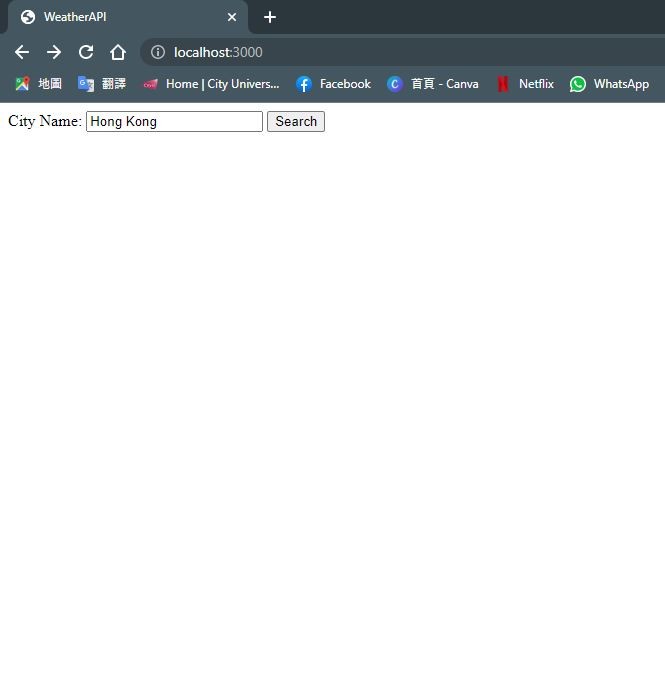 WeatherAPI
localhost:3000
地圖 翻譯 Home | City Univers... Facebook 首頁 - Canva Netflix WhatsApp
City Name: Hong Kong Search